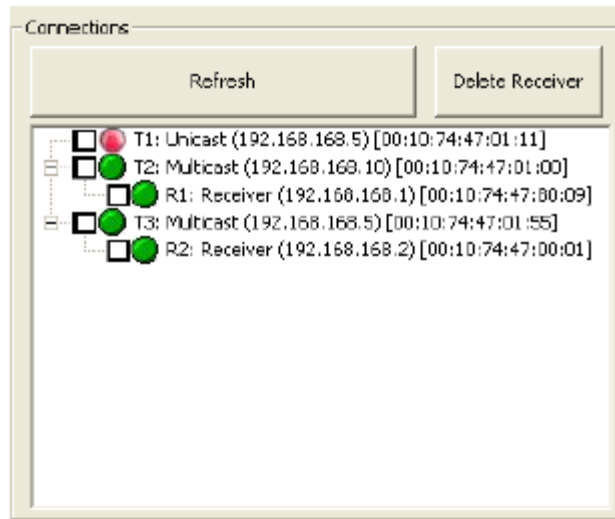 Connections
Refresh
Delete Receiver
T1: Unicast (192.168.168.5) [00:10:74:47:01:11]
T2: Multicast (192.168.168.10) [00:10:74:47:01:00]
R1: Receiver (192.168.168.1) [00:10:74:47:80:09]
T3: Multicast (192.168.168.5) [00:10:74:47:01:55]
R2: Receiver (192.168.168.2) [00:10:74:47:00:01]